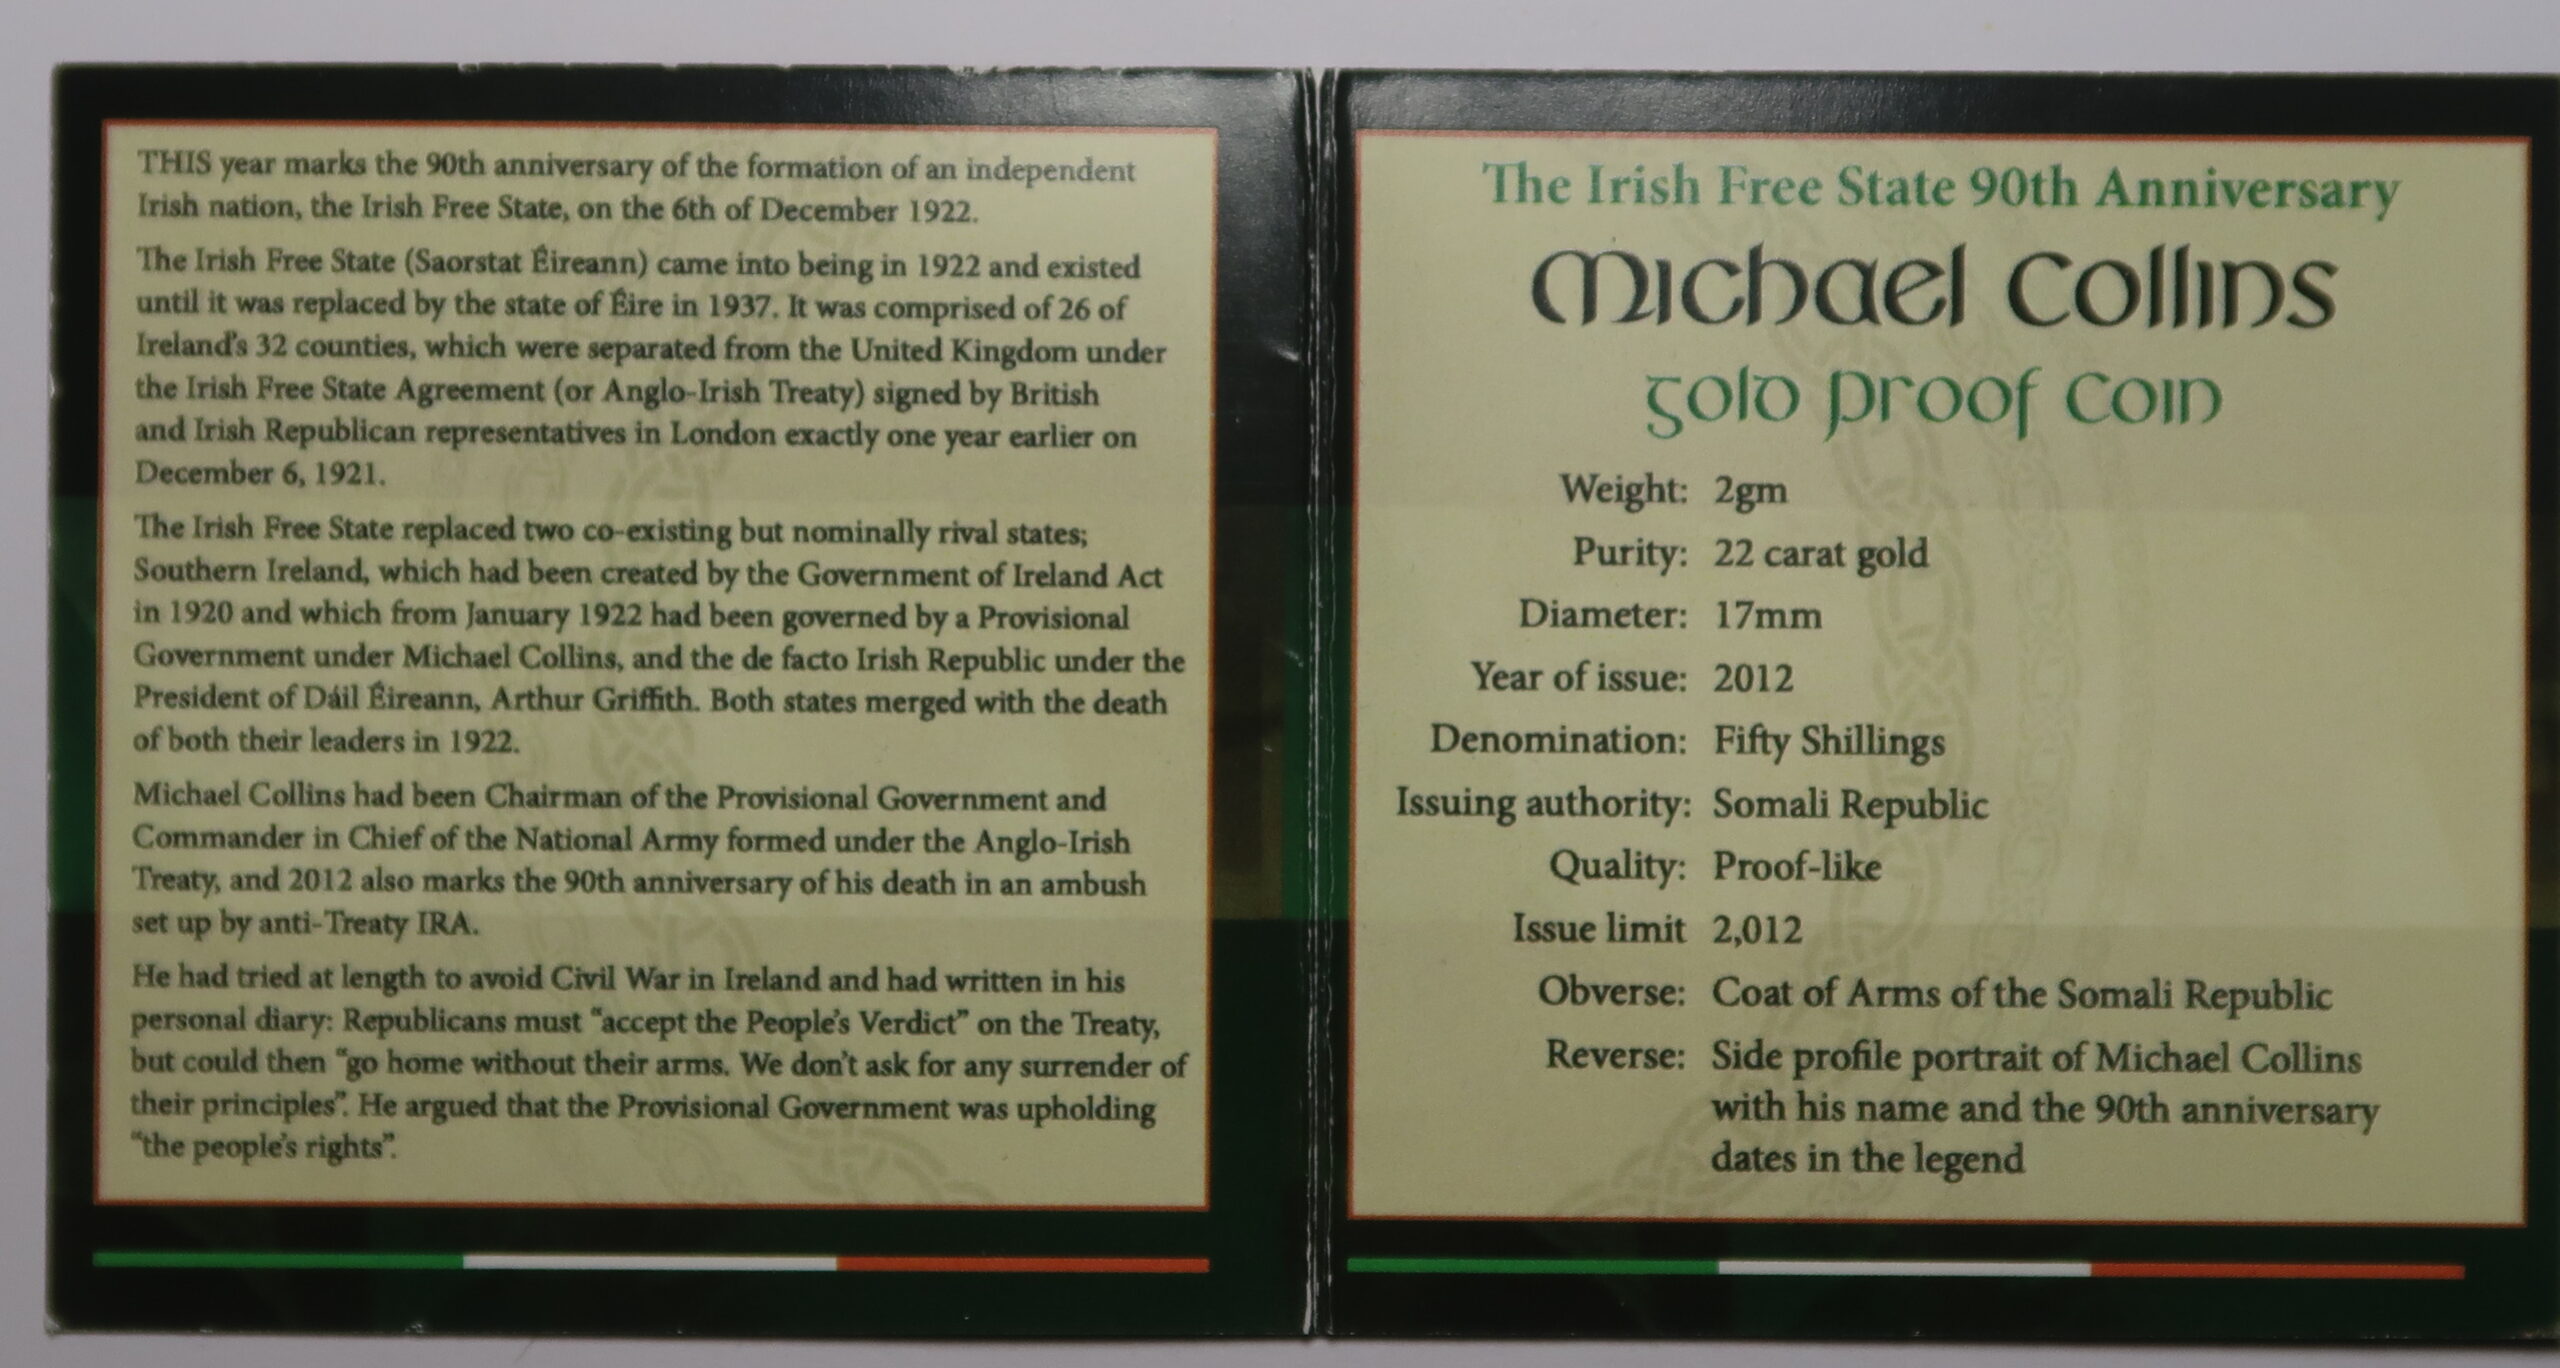 THIS year marks the 90th anniversary of the formation of an independent
Irish nation, the Irish Free State, on the 6th of December 1922.
The Irish Free State (Saorstat Éireann) came into being in 1922 and existed
until it was replaced by the state of Éire in 1937. It was comprised of 26 of
Ireland's 32 counties, which were separated from the United Kingdom under
the Irish Free State Agreement (or Anglo-Irish Treaty) signed by British
and Irish Republican representatives in London exactly one year earlier on
December 6, 1921.
The Irish Free State replaced two co-existing but nominally rival states;
Southern Ireland, which had been created by the Government of Ireland Act
in 1920 and which from January 1922 had been governed by a Provisional
Government under Michael Collins, and the de facto Irish Republic under the
President of Dáil Éireann, Arthur Griffith. Both states merged with the death
of both their leaders in 1922.
Michael Collins had been Chairman of the Provisional Government and
Commander in Chief of the National Army formed under the Anglo-Irish
Treaty, and 2012 also marks the 90th anniversary of his death in an ambush
set up by anti-Treaty IRA.
He had tried at length to avoid Civil War in Ireland and had written in his
personal diary: Republicans must “accept the People's Verdict” on the Treaty,
but could then “go home without their arms. We don't ask for any surrender of
their principles”. He argued that the Provisional Government was upholding
“the people's rights”.
The Irish Free State 90th Anniversary
Michael Collins
gold proof coin
Weight: 2gm
Purity: 22 carat gold
Diameter: 17mm
Year of issue: 2012
Denomination: Fifty Shillings
Issuing authority: Somali Republic
Quality: Proof-like
Issue limit 2,012
Obverse: Coat of Arms of the Somali Republic
Reverse: Side profile portrait of Michael Collins
with his name and the 90th anniversary
dates in the legend